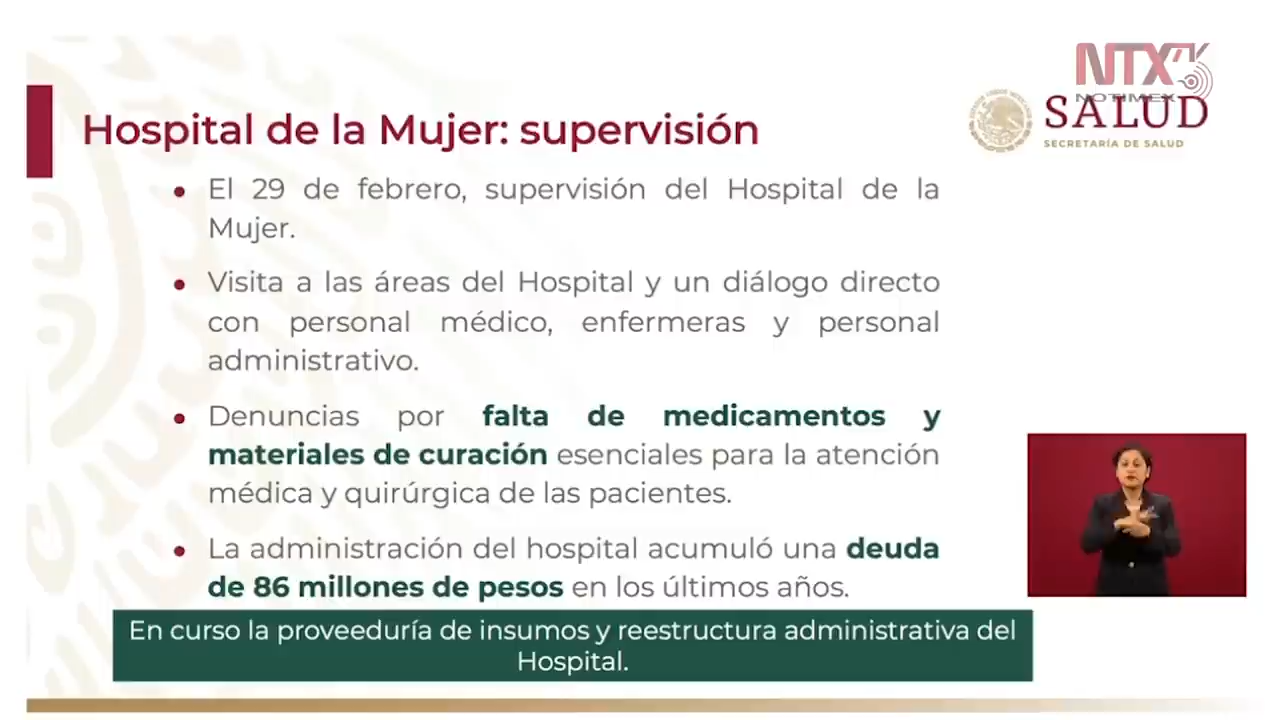 NTX
NOTIMEX
SALUD
SECRETARÍA DE SALUD
Hospital de la Mujer: supervisión
• El 29 de febrero, supervisión del Hospital de la
Mujer.
• Visita a las áreas del Hospital y un diálogo directo
con personal médico, enfermeras y personal
administrativo.
• Denuncias por falta de medicamentos y
materiales de curación esenciales para la atención
médica y quirúrgica de las pacientes.
• La administración del hospital acumuló una deuda
de 86 millones de pesos en los últimos años.
En curso la proveeduría de insumos y reestructura administrativa del
Hospital.